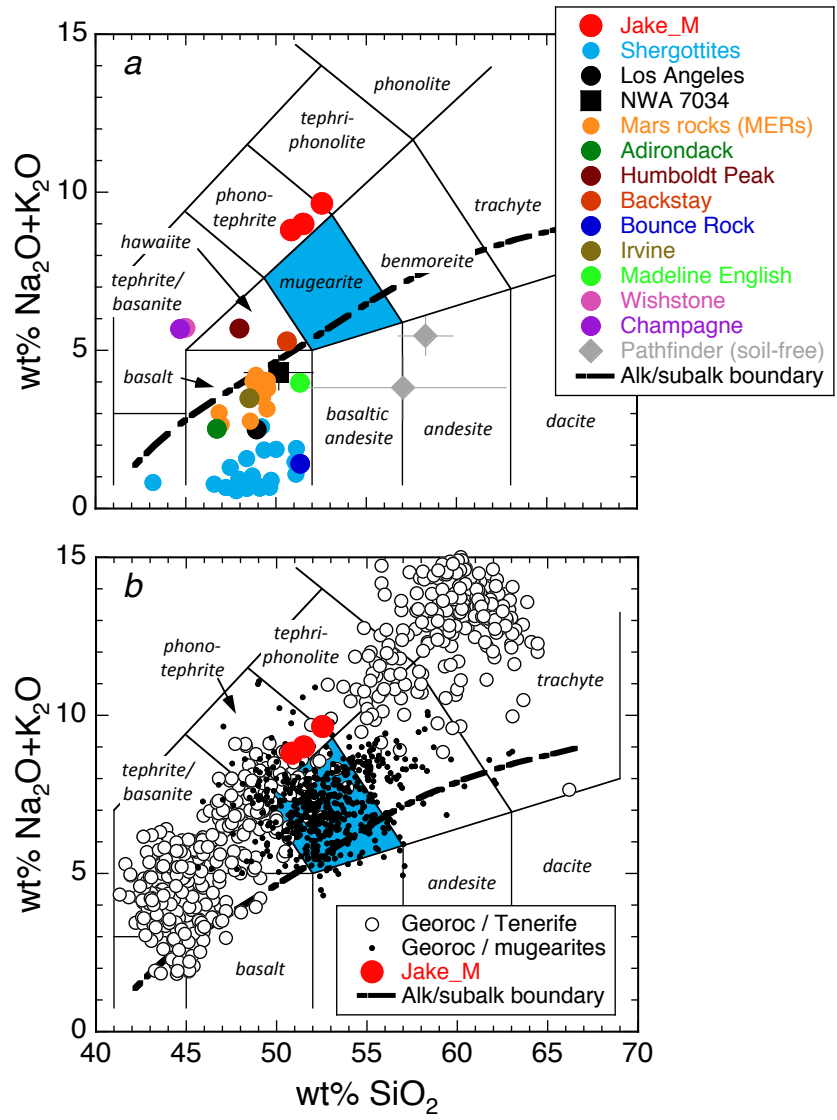 a
15
10
5
0
wt% Na₂O+K₂O
phonolite
tephri-
phonolite
phono-
tephrite
trachyte
hawaiite
benmoreite
mugearite
tephrite/
basanite
basalt
basaltic
andesite
andesite
dacite
Jake_M
Shergottites
Los Angeles
NWA 7034
Mars rocks (MERs)
Adirondack
Humboldt Peak
Backstay
Bounce Rock
Irvine
Madeline English
Wishstone
Champagne
Pathfinder (soil-free)
Alk/subalk boundary
b
15
10
5
0
wt% Na₂O+K₂O
phono-
tephrite
tephri-
phonolite
trachyte
tephrite/
basanite
andesite
dacite
basalt
Georoc / Tenerife
Georoc / mugearites
Jake_M
Alk/subalk boundary
40 45 50 55 60 65 70
wt% SiO₂